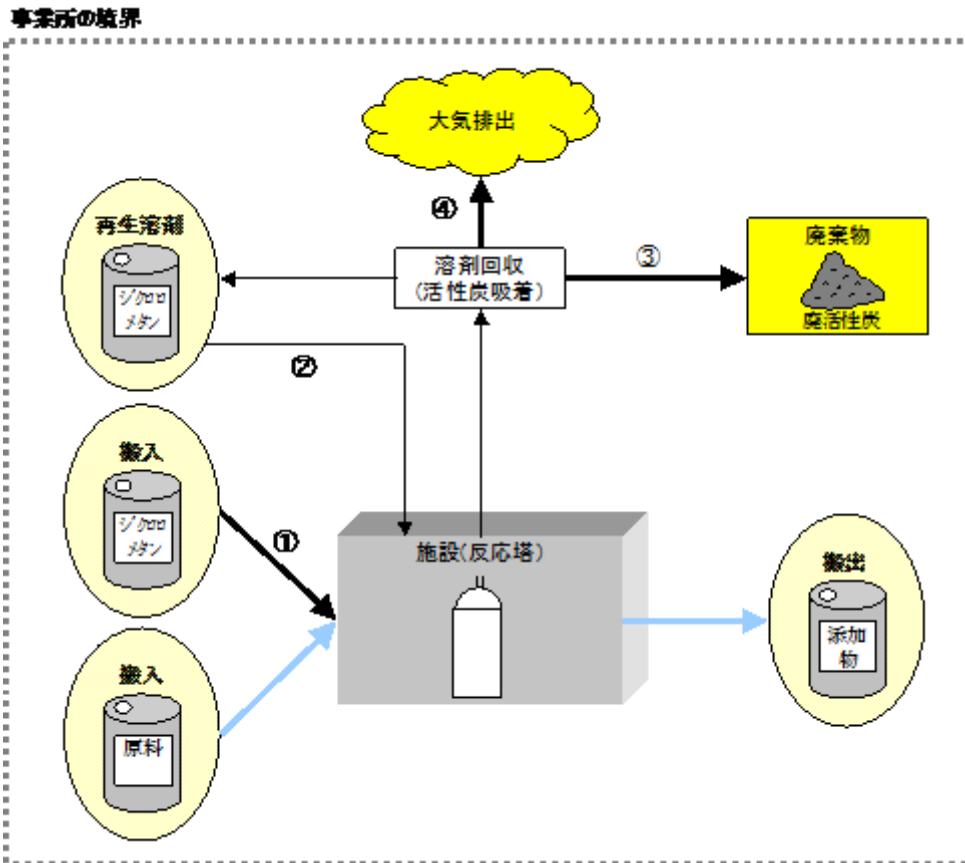 事業所の境界
大気排出
④
再生溶剤
ジクロロ
メタン
溶剤回収
(活性炭吸着)
③
廃棄物
廃活性炭
②
搬入
ジクロロ
メタン
①
施設(反応塔)
搬出
添加
物
搬入
原料